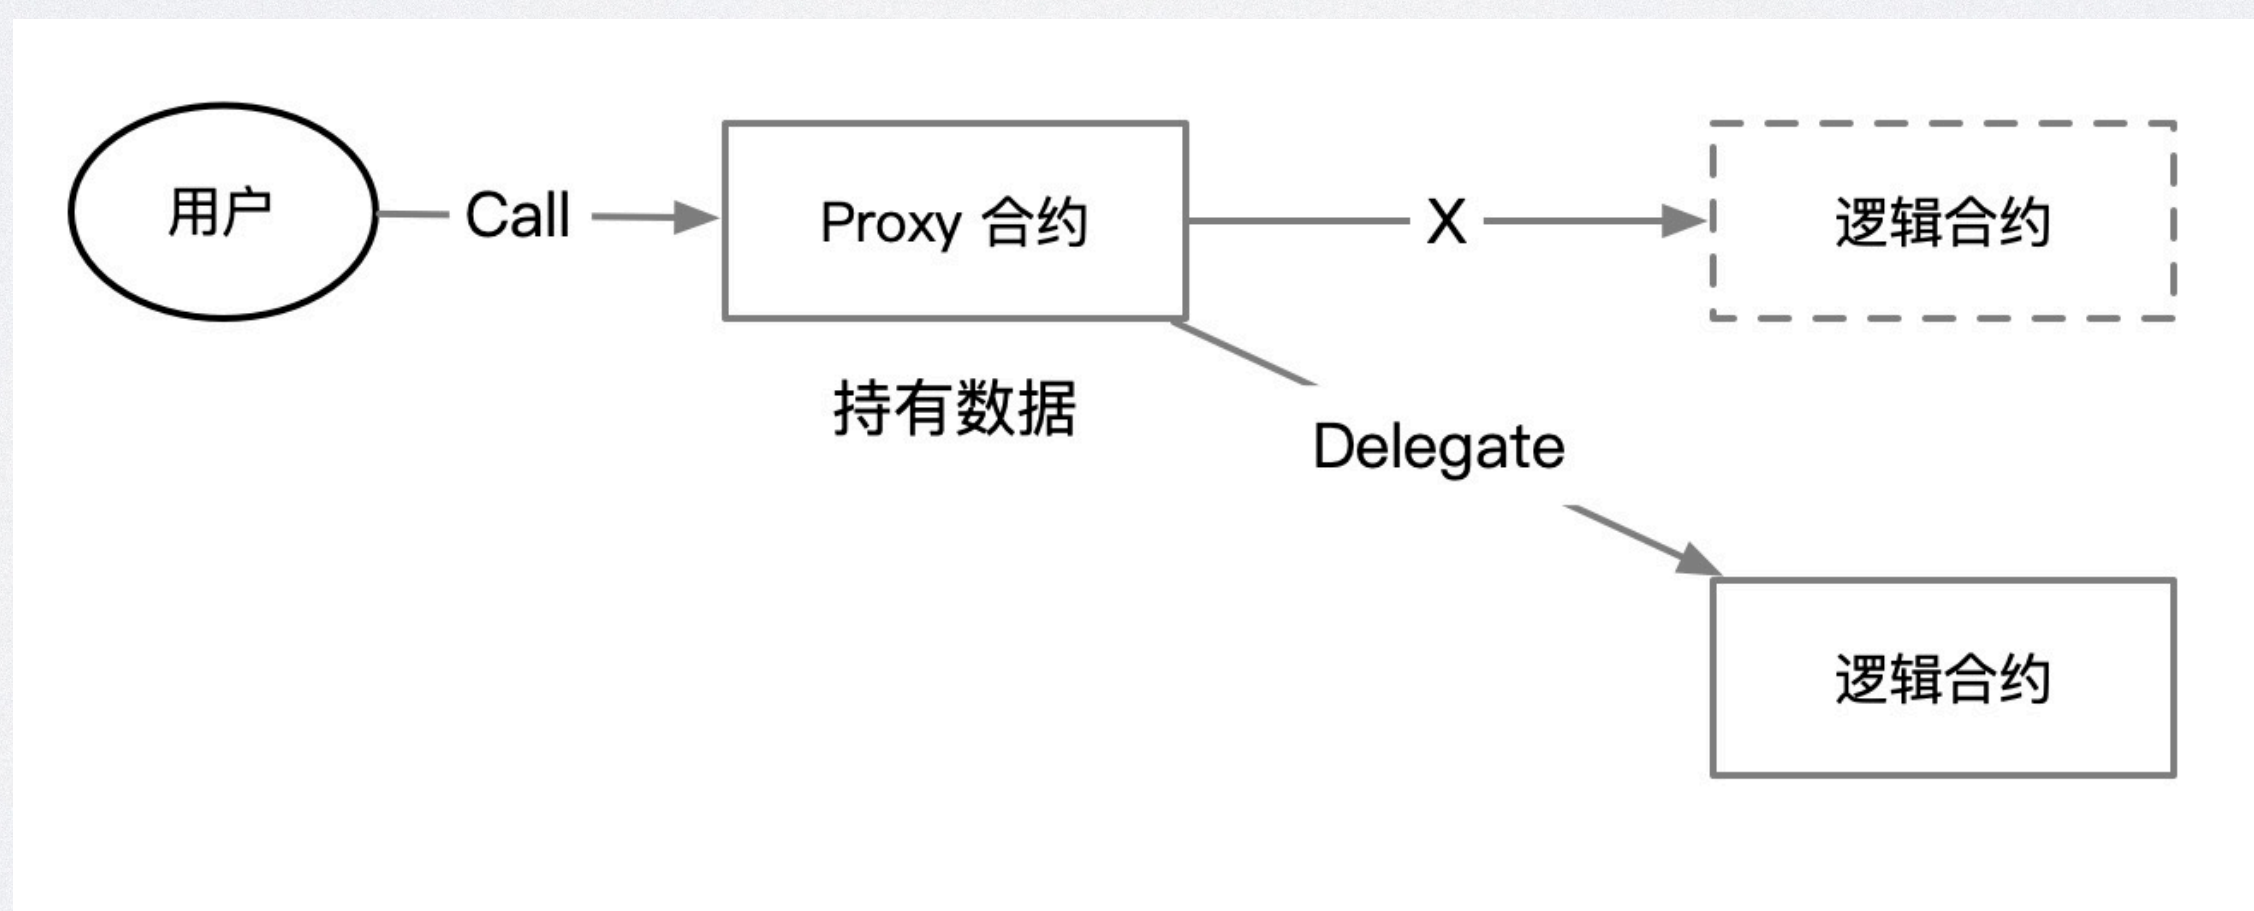 用户
Call
Proxy 合约
X
逻辑合约
持有数据
Delegate
逻辑合约